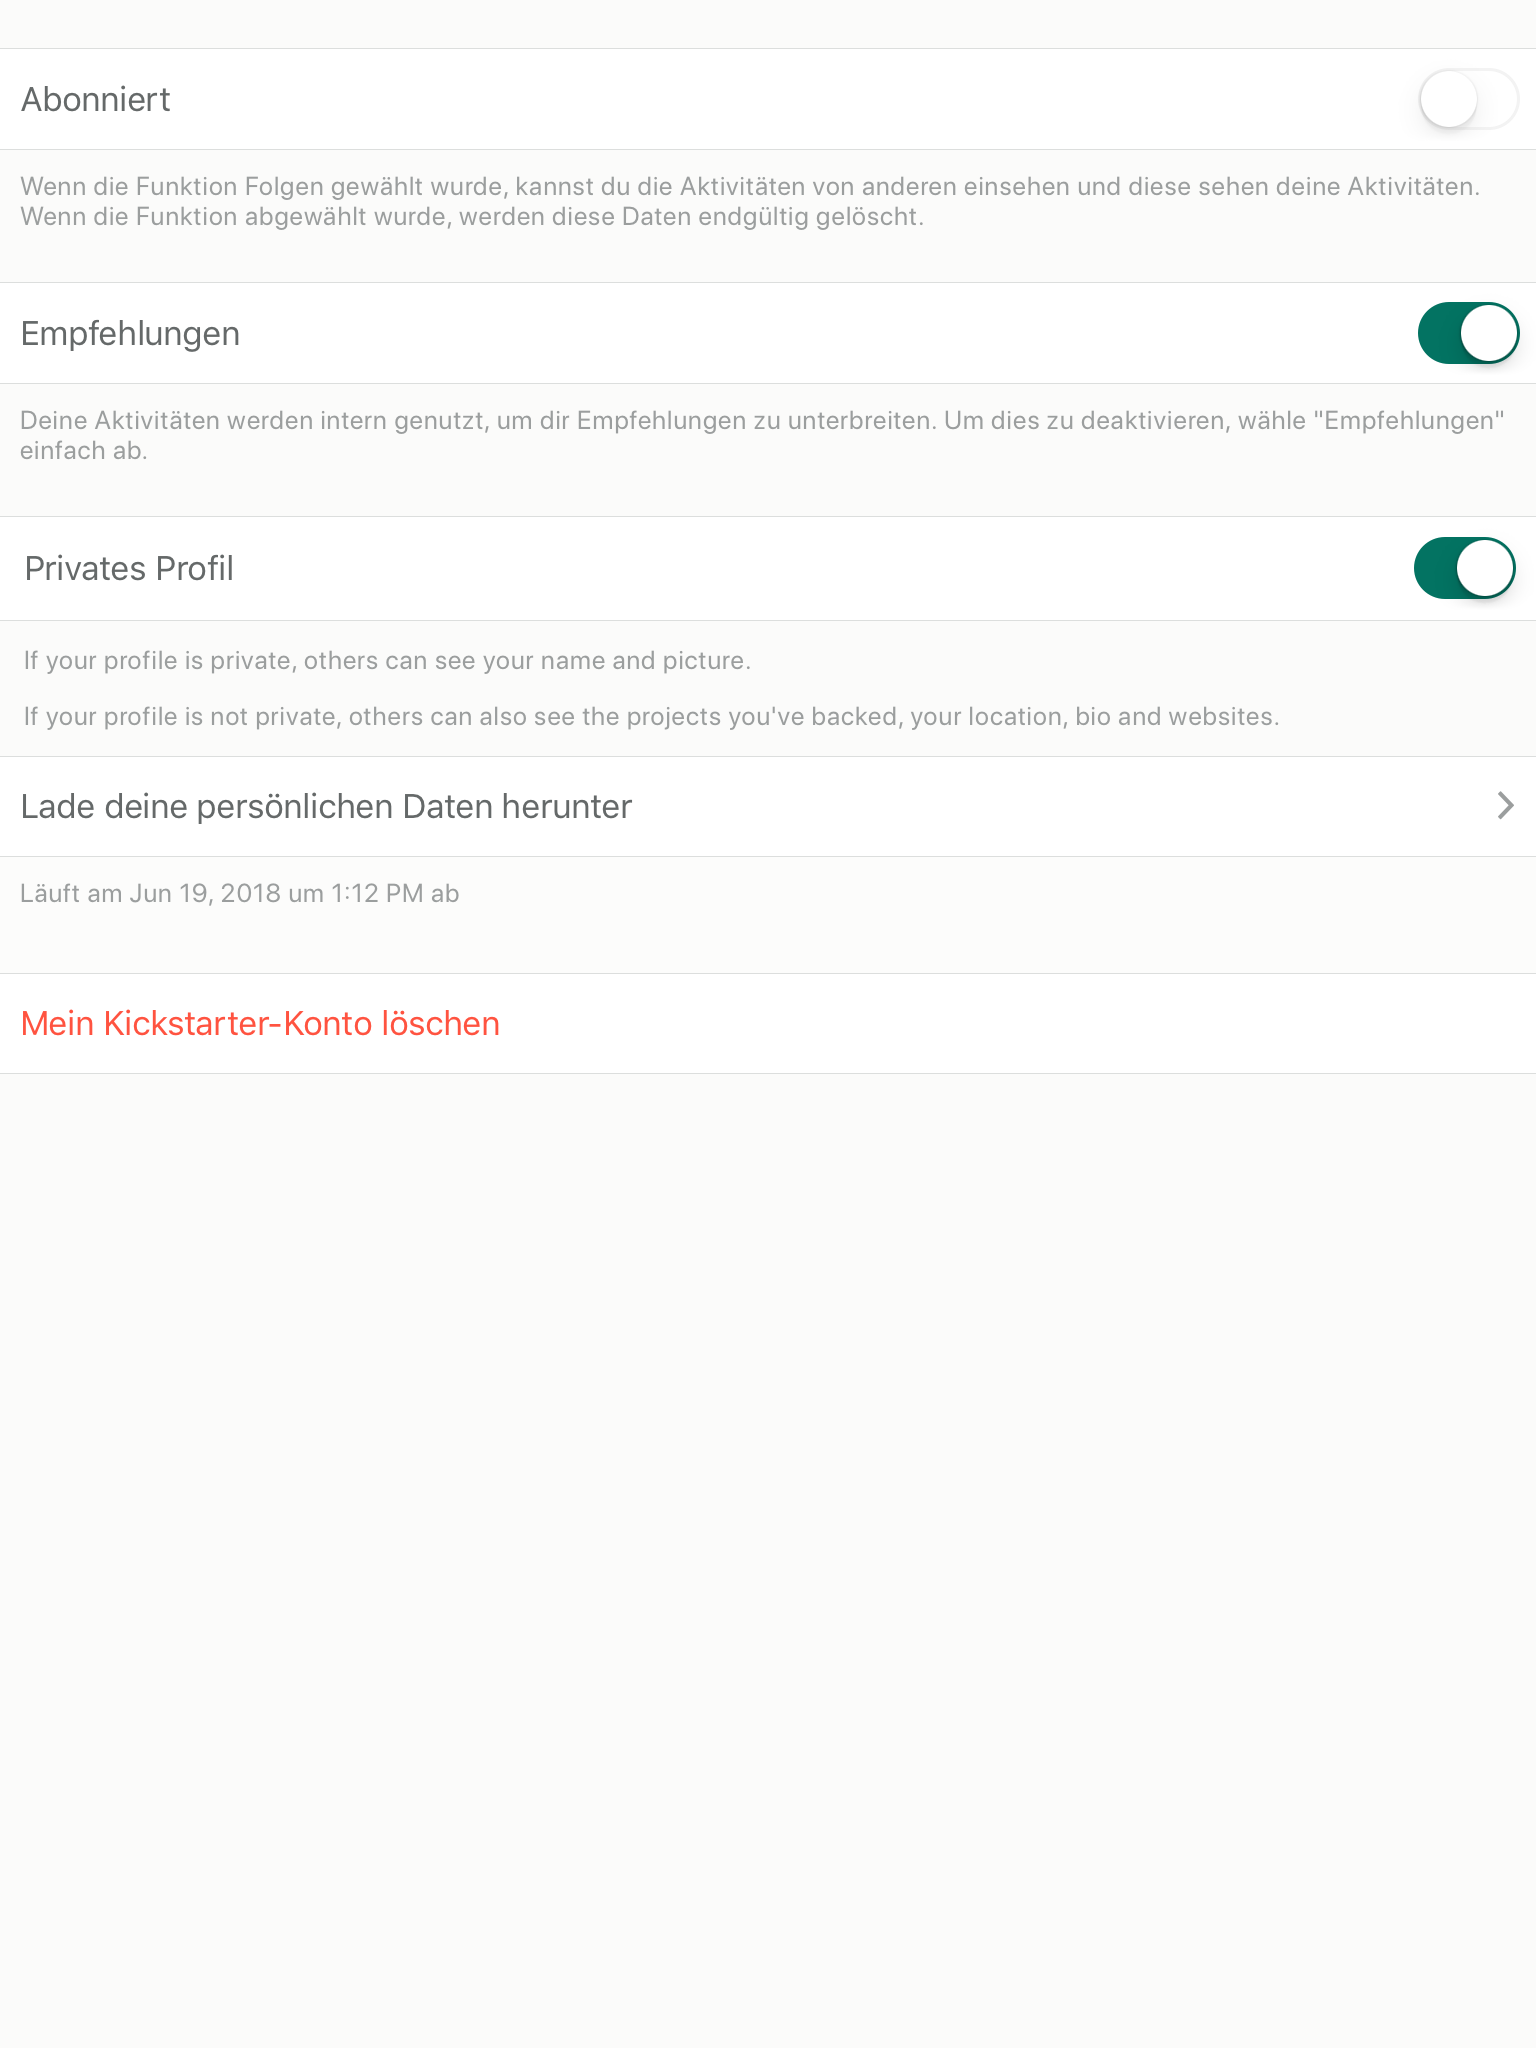 Abonniert
Wenn die Funktion Folgen gewählt wurde, kannst du die Aktivitäten von anderen einsehen und diese sehen deine Aktivitäten.
Wenn die Funktion abgewählt wurde, werden diese Daten endgültig gelöscht.
Empfehlungen
Deine Aktivitäten werden intern genutzt, um dir Empfehlungen zu unterbreiten. Um dies zu deaktivieren, wähle "Empfehlungen"
einfach ab.
Privates Profil
If your profile is private, others can see your name and picture.
If your profile is not private, others can also see the projects you've backed, your location, bio and websites.
Lade deine persönlichen Daten herunter
Läuft am Jun 19, 2018 um 1:12 PM ab
Mein Kickstarter-Konto löschen